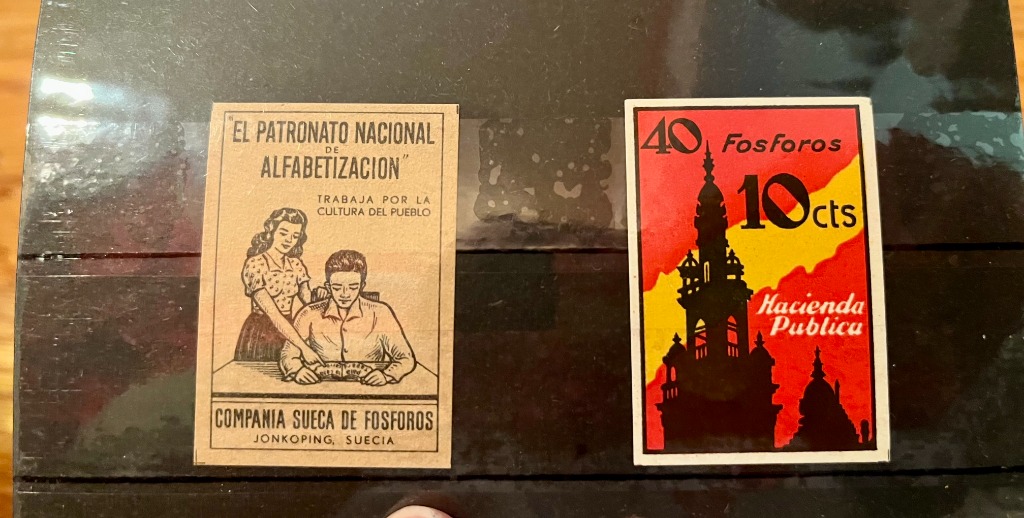 "EL PATRONATO NACIONAL
DE
ALFABETIZACION"
TRABAJA POR LA
CULTURA DEL PUEBLO
COMPANIA SUECA DE FOSFOROS
JONKOPING, SUECIA
40 Fosforos
10cts
Hacienda
Publica